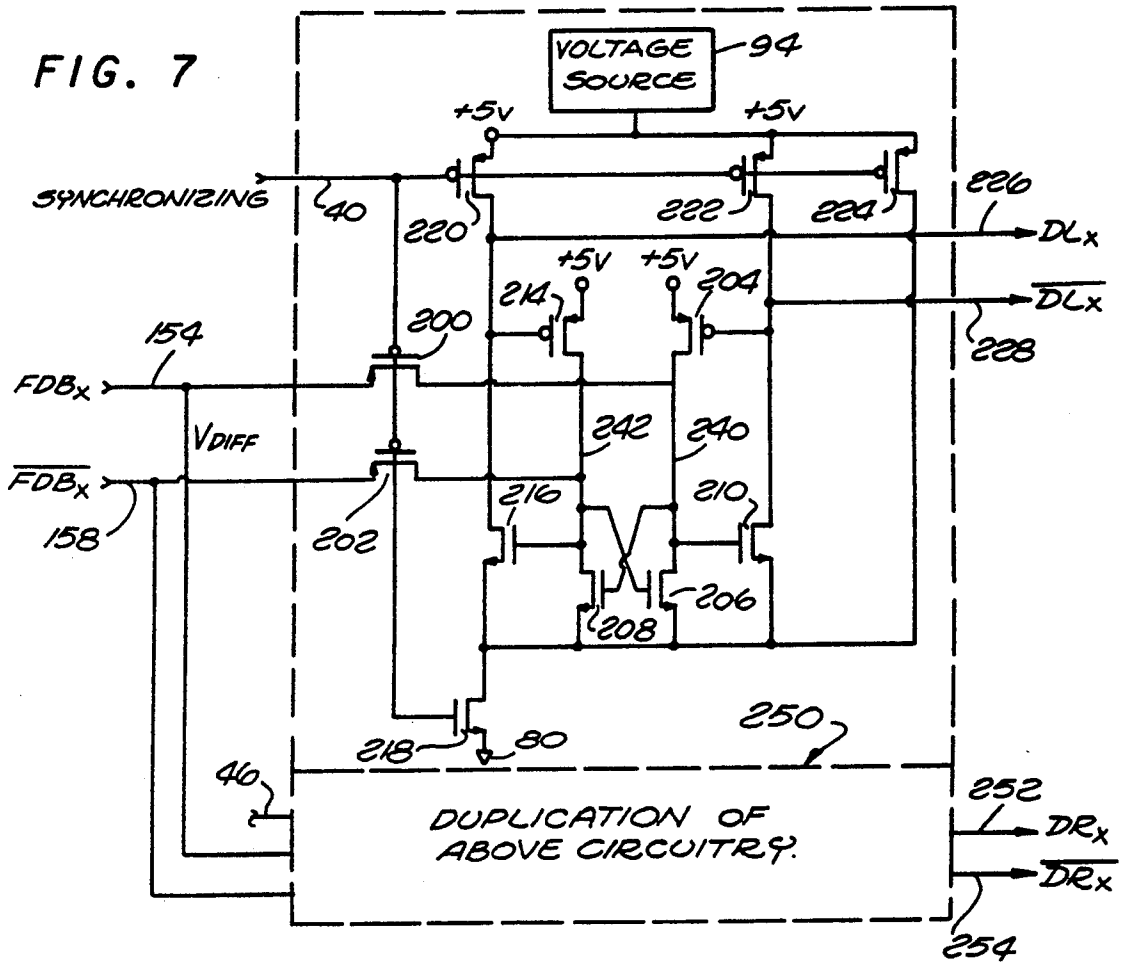 FIG. 7
VOLTAGE
SOURCE
94
+5V
+5V
SYNCHRONIZING
40
220
222
224
226
DLx
+5V
+5V
214
204
DLx
228
154
200
FDBx
VDIFF
242
240
FDBx
158
202
216
210
208
206
218
80
250
46
DUPLICATION OF
ABOVE CIRCUITRY.
252
DRx
DRx
254